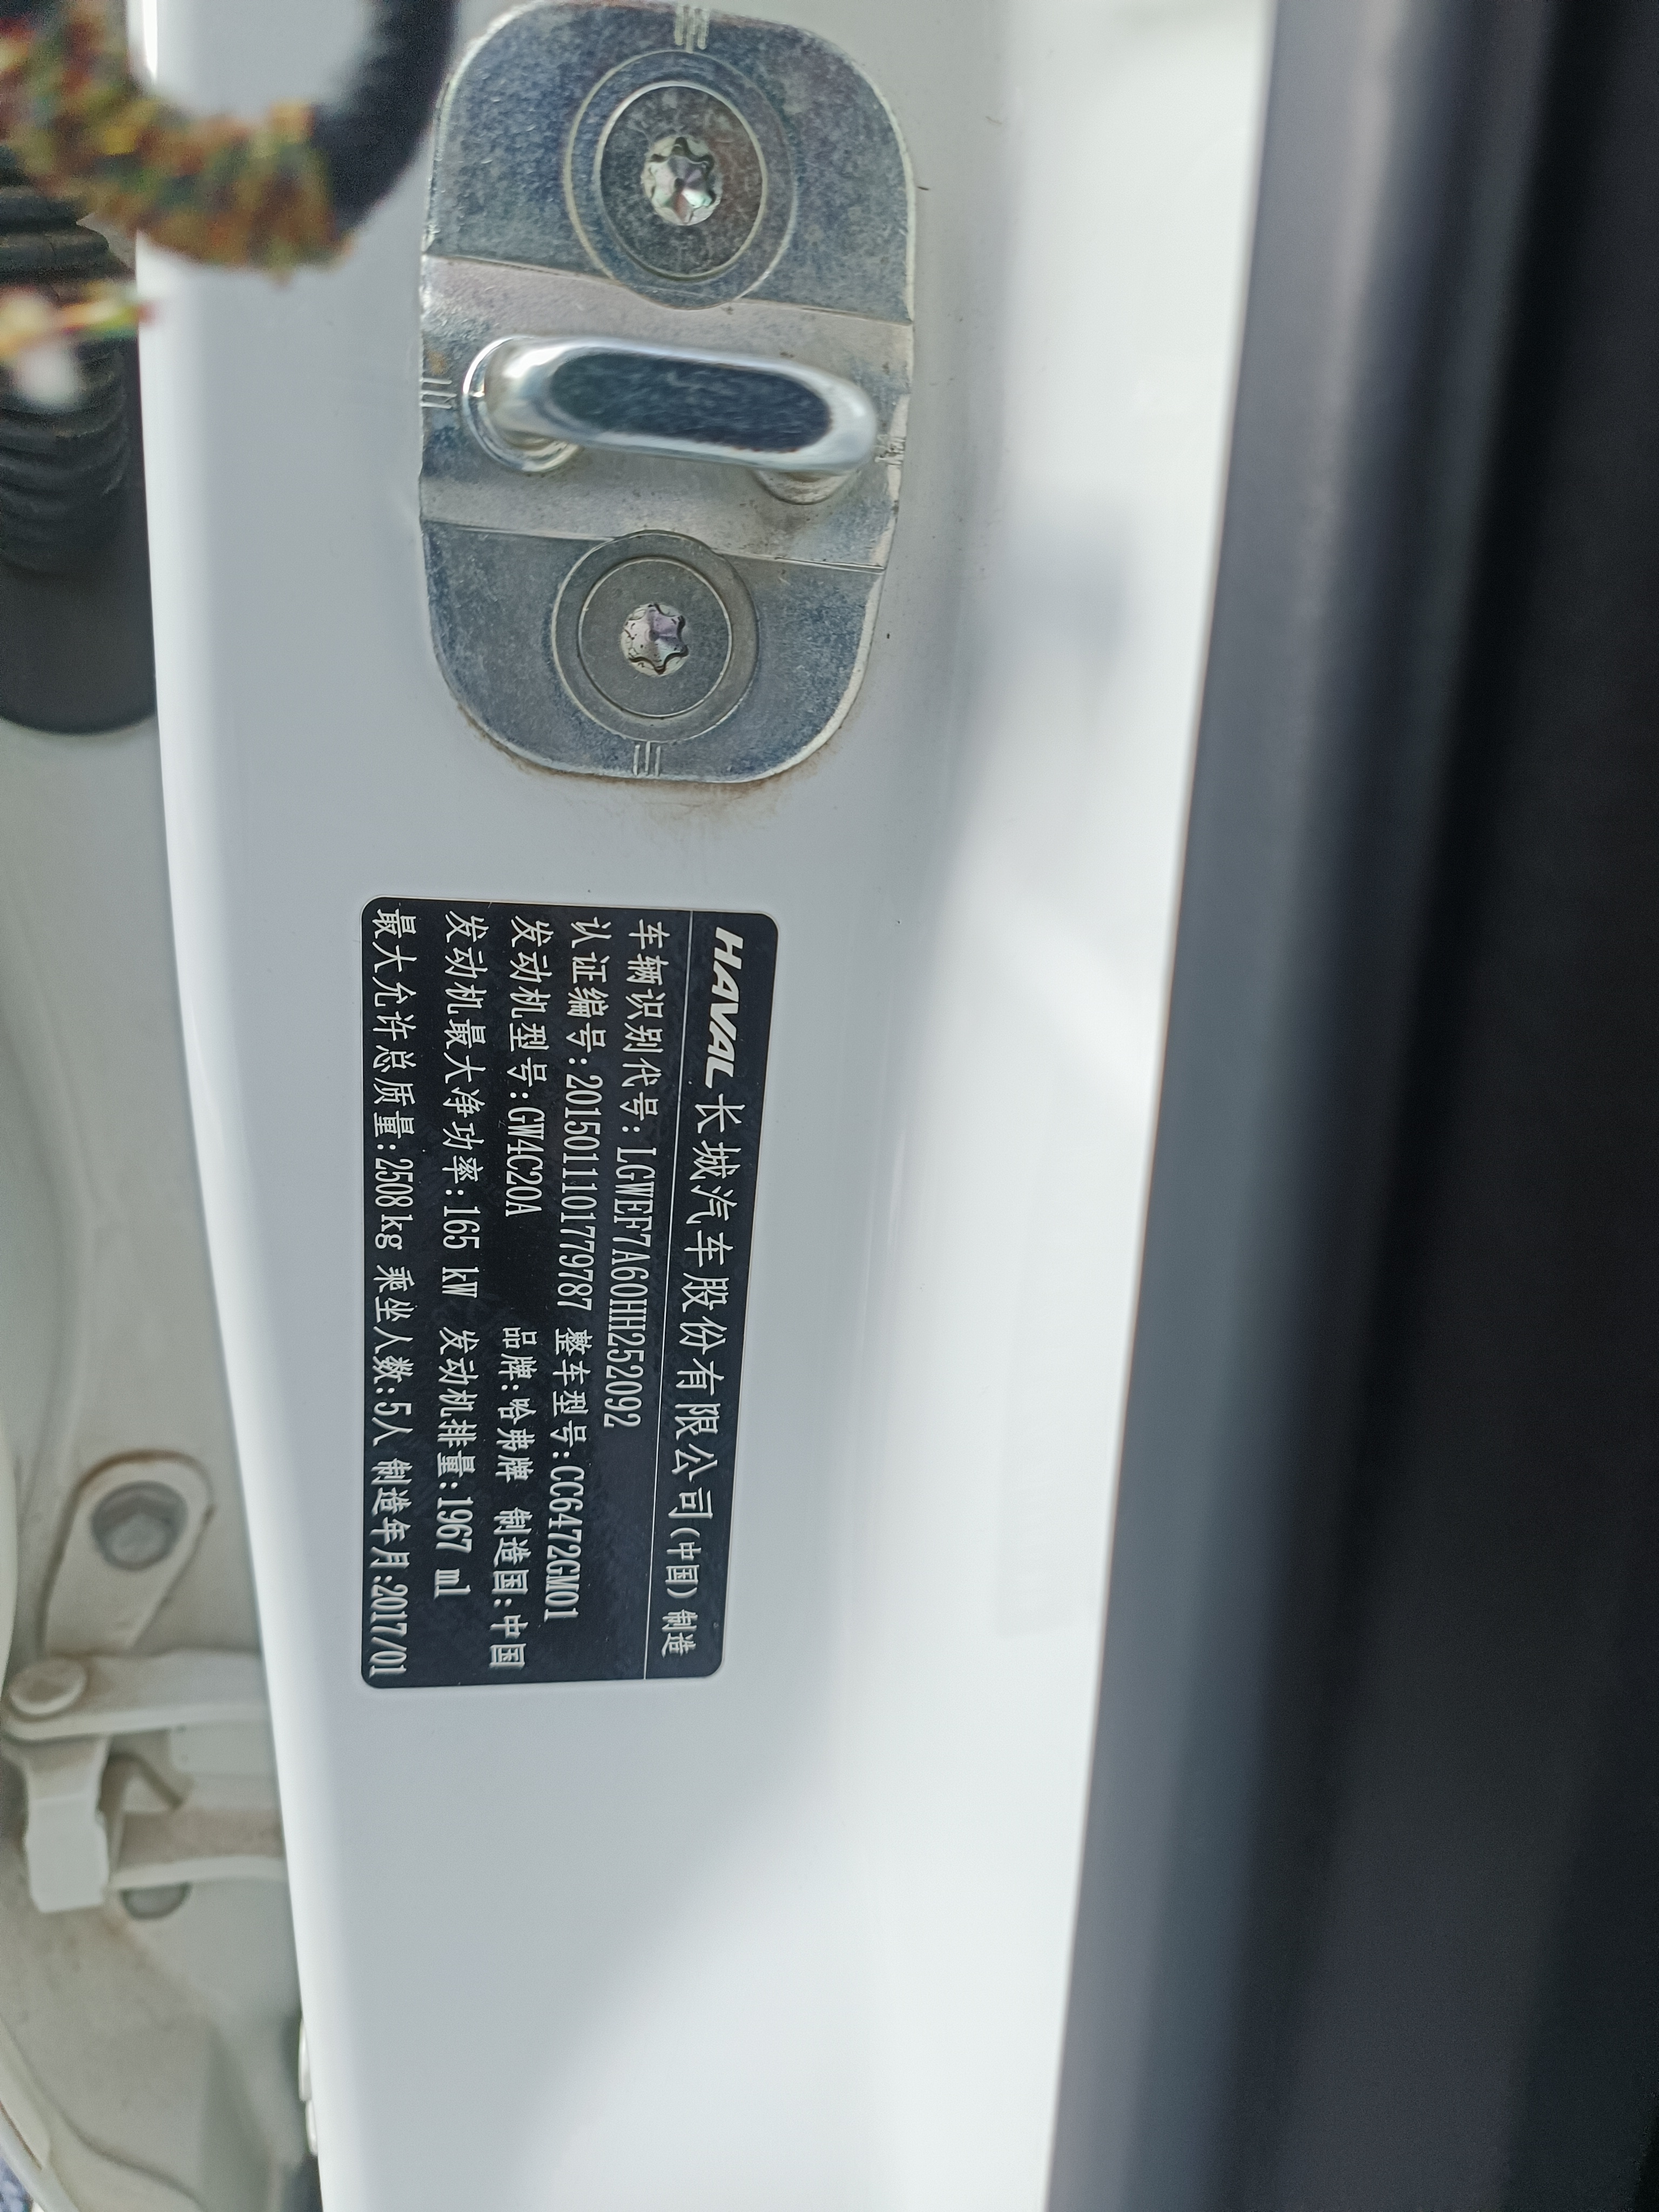 HAVAL 长城汽车股份有限公司(中国) 制造
车辆识别代号: LGWEF7A60HH252092
认证编号:2015011101779787 整车型号:CC6472GM01
发动机型号:GW4C20A 品牌:哈弗牌 制造国:中国
发动机最大净功率:165 kW 发动机排量:1967 ml
最大允许总质量:2508kg 乘坐人数:5人 制造年月:2017/01